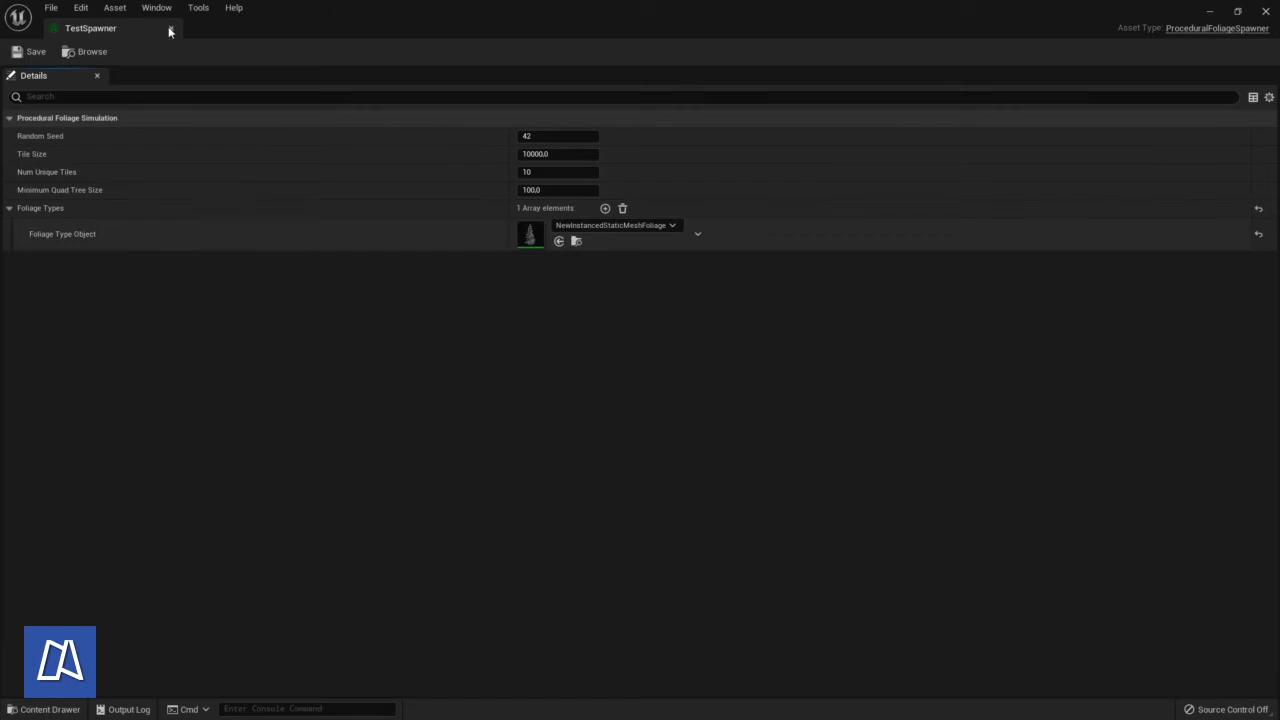 File Edit Asset Window Tools Help
TestSpawner
Asset Type: ProceduralFoliageSpawner
Save Browse
Details
Search
Procedural Foliage Simulation
Random Seed 42
Tile Size 10000,0
Num Unique Tiles 10
Minimum Quad Tree Size 100,0
Foliage Types 1 Array elements
Foliage Type Object NewInstancedStaticMeshFoliage
Content Drawer Output Log Cmd Enter Console Command Source Control Off